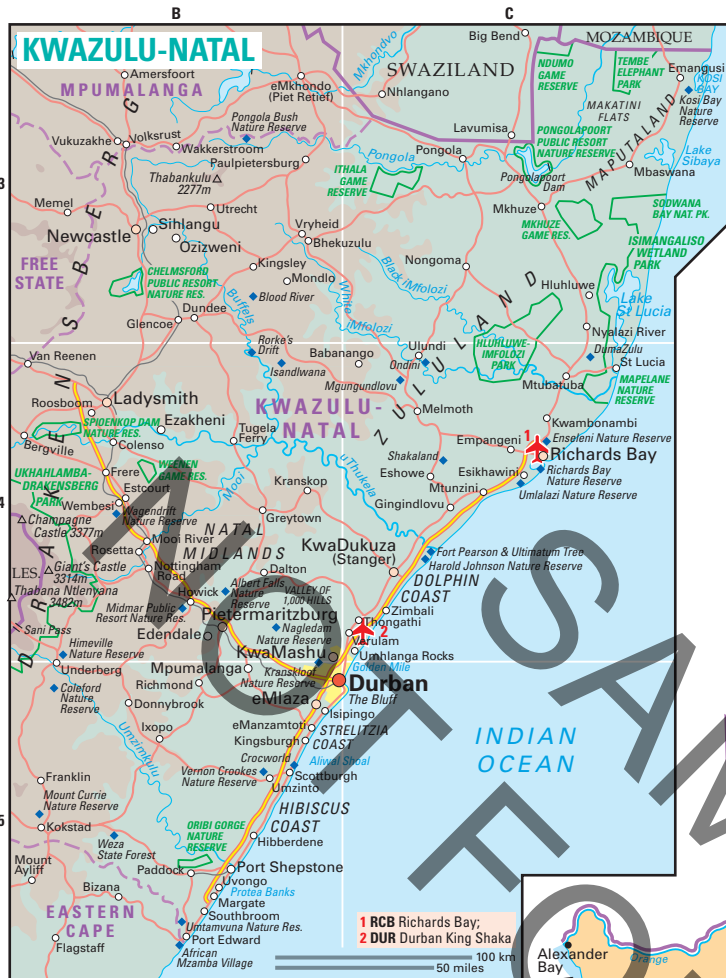 B
C
KWAZULU-NATAL
3
4
5
Big Bend
MOZAMBIQUE
Amersfoort
MPUMALANGA
eMkhondo
(Piet Retief)
Mkhondvo
SWAZILAND
Nhlangano
NDUMO
GAME
RESERVE
TEMBE
ELEPHANT
PARK
Emangusi
KOSI
BAY
Kosi Bay
Nature
Reserve
MAKATINI
FLATS
Pongola Bush
Nature Reserve
Lavumisa
Vukuzakhe
Volksrust
Wakkerstroom
Paulpietersburg
Pongola
Pongola
PONGOLAPOORT
PUBLIC RESORT
NATURE RESERVE
MAPUTALAND
Lake
Sibaya
Thabankulu
2277m
ITHALA
GAME
RESERVE
Pongolapoort
Dam
Mbaswana
Memel
Utrecht
Mkhuze
MKHUZE
GAME RES.
SODWANA
BAY NAT. PK.
Newcastle
Sihlangu
Osizweni
Vryheid
Bhekuzulu
ISIMANGALISO
WETLAND
PARK
FREE
STATE
Kingsley
Mondlo
Nongoma
Black iMfolozi
CHELMSFORD
PUBLIC RESORT
NATURE RES.
Blood River
White
iMfolozi
Buffels
Hluhluwe
Lake
St Lucia
Dundee
Glencoe
Rorke's
Drift
Isandlwana
Babanango
Ulundi
Ondini
HLUHLUWE-
IMFOLOZI
PARK
Nyalazi River
DumaZulu
St Lucia
Van Reenen
Mgungundlovu
ZULULAND
Mtubatuba
MAPELANE
NATURE
RESERVE
Roosboom
Ladysmith
KWAZULU-
NATAL
Melmoth
Kwambonambi
SPIDENKOP DAM
NATURE RES.
Ezakheni
Tugela
Ferry
Empangeni
1
Enseleni Nature Reserve
Bergville
Colenso
Shakaland
Richards Bay
UKHAHLAMBA-
DRAKENSBERG
PARK
Frere
WEENEN
GAME RES.
Mooi
uThukela
Eshowe
Esikhawini
Richards Bay
Nature Reserve
Estcourt
Kranskop
Mtunzini
Umlalazi Nature Reserve
Wembesi
Wagendrift
Nature Reserve
Gingindlovu
Champagne
Castle 3377m
Greytown
Mooi River
NATAL
MIDLANDS
KwaDukuza
(Stanger)
Fort Pearson & Ultimatum Tree
Harold Johnson Nature Reserve
Rosetta
LES.
Giant's Castle
3314m
Nottingham
Road
Dalton
DOLPHIN
COAST
Thabana Ntlenyana
3482m
Howick
Albert Falls
Nature
Reserve
VALLEY OF
1,000 HILLS
Midmar Public
Resort Nature Res.
Pietermaritzburg
Zimbali
Thongathi
2
Sani Pass
Edendale
Nagledam
Nature Reserve
Verulam
Himeville
Nature Reserve
KwaMashu
Umhlanga Rocks
Underberg
Mpumalanga
Kranskloof
Nature Reserve
Golden Mile
DRAKENSBERG
Coleford
Nature
Reserve
Richmond
Durban
The Bluff
Donnybrook
eMlaza
Isipingo
Umzimkulu
Ixopo
eManzamtoti
Kingsburgh
STRELITZIA
COAST
INDIAN
OCEAN
Crocworld
Aliwal Shoal
Franklin
Vernon Crookes
Nature Reserve
Scottburgh
Umzinto
Mount Currie
Nature Reserve
HIBISCUS
COAST
Kokstad
Weza
State Forest
ORIBI GORGE
NATURE
RESERVE
Hibberdene
Mount
Ayliff
Paddock
Port Shepstone
Uvongo
Protea Banks
Bizana
Margate
Southbroom
EASTERN
CAPE
Umtamvuna Nature Res.
Port Edward
Flagstaff
African
Mzamba Village
1 RCB Richards Bay;
2 DUR Durban King Shaka
100 km
50 miles
Alexander
Bay
Orange
NOT
SAM